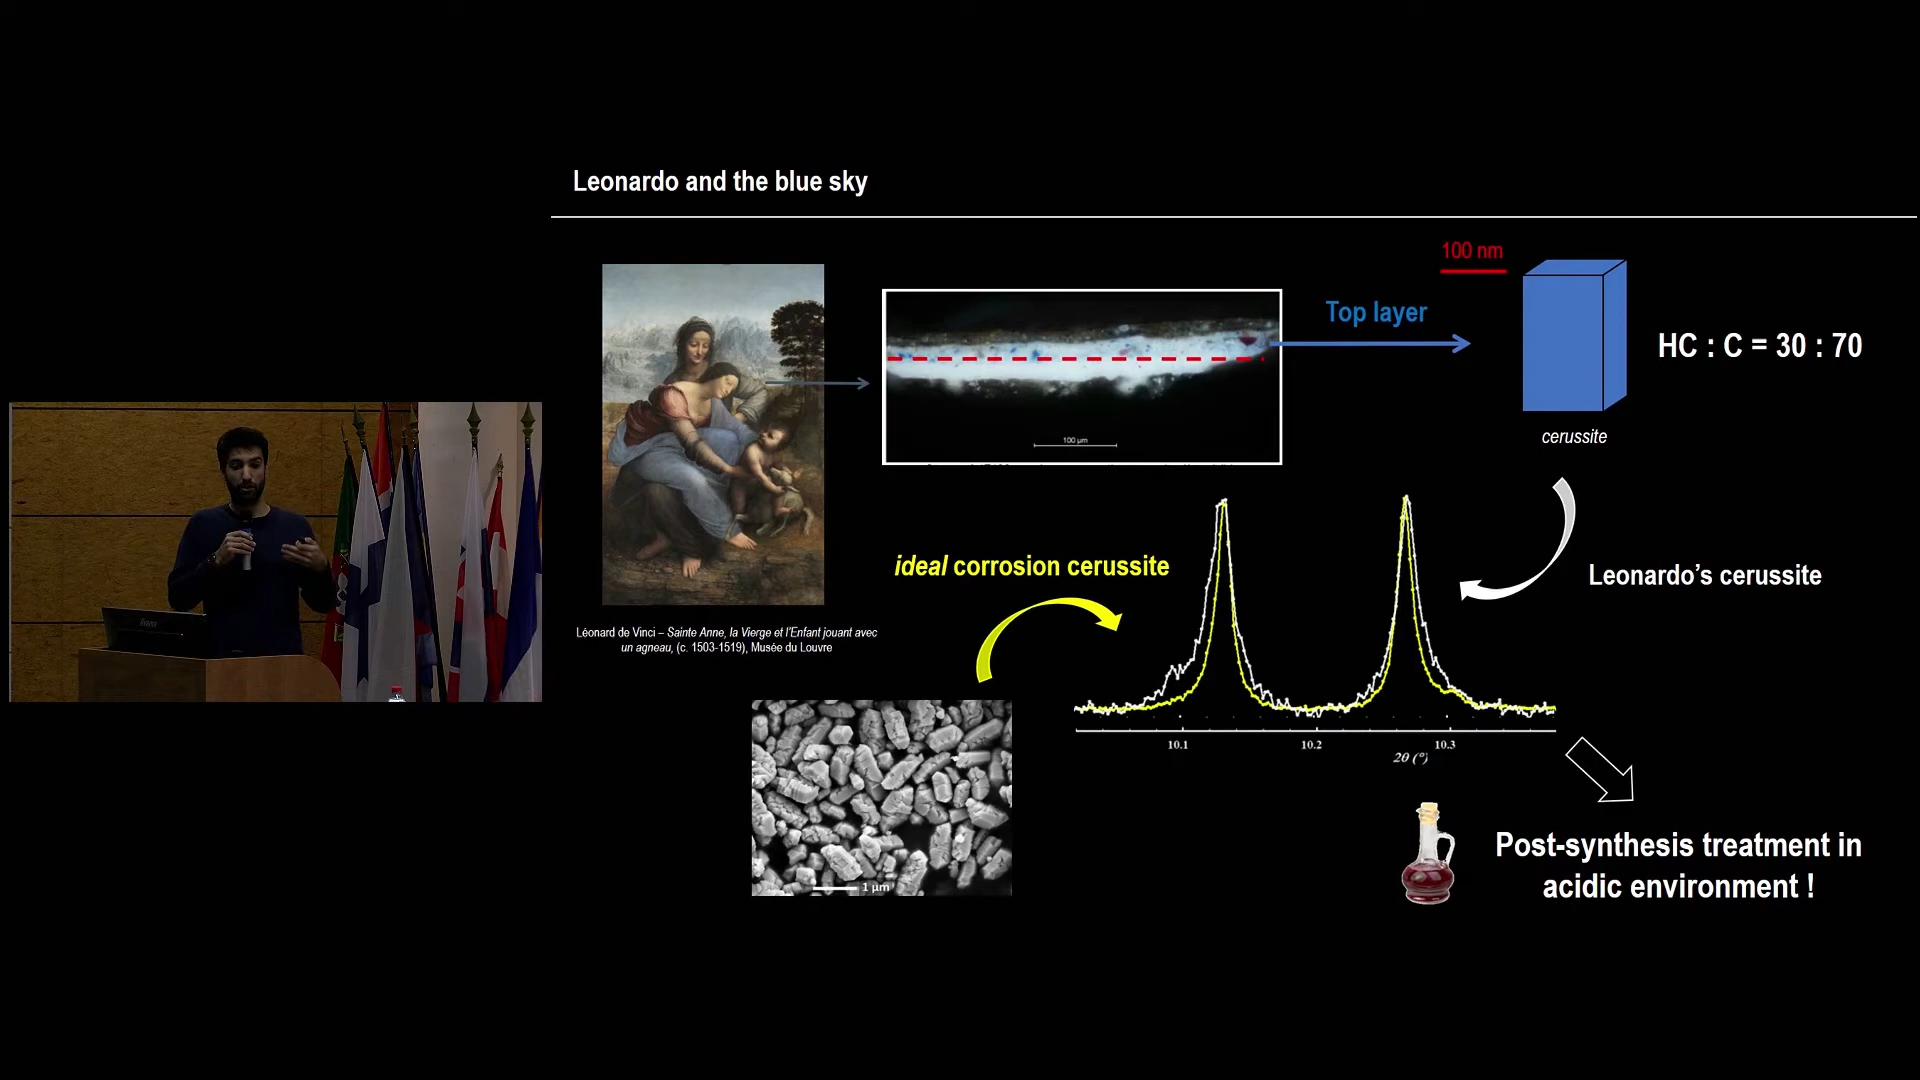 Leonardo and the blue sky
100 nm
Top layer
HC : C = 30 : 70
cerussite
100 µm
ideal corrosion cerussite
Leonardo's cerussite
Léonard de Vinci – Sainte Anne, la Vierge et l'Enfant jouant avec
un agneau, (c. 1503-1519), Musée du Louvre
10.1
10.2
10.3
2θ (°)
1 µm
Post-synthesis treatment in
acidic environment !